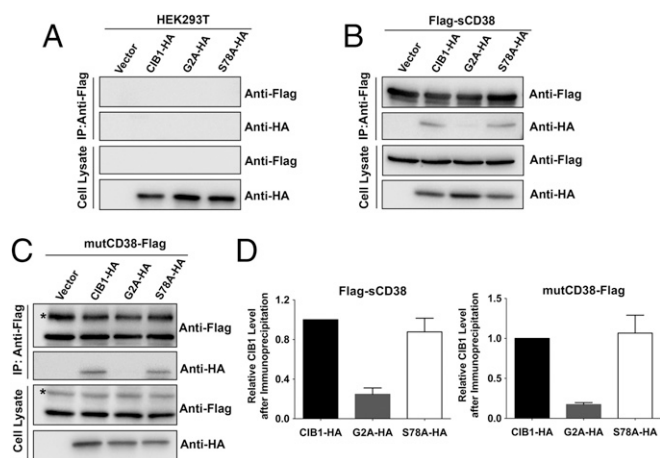 A
HEK293T
Vector
CIB1-HA
G2A-HA
S78A-HA
IP:Anti-Flag
Anti-Flag
Anti-HA
Cell Lysate
Anti-Flag
Anti-HA
B
Flag-sCD38
Vector
CIB1-HA
G2A-HA
S78A-HA
IP:Anti-Flag
Anti-Flag
Anti-HA
Cell Lysate
Anti-Flag
Anti-HA
C
mutCD38-Flag
Vector
CIB1-HA
G2A-HA
S78A-HA
IP: Anti-Flag
*
Anti-Flag
Anti-HA
Cell Lysate
*
Anti-Flag
Anti-HA
D
Flag-sCD38
Relative CIB1 Level
after Immunoprecipitation
1.2
0.8
0.4
0.0
CIB1-HA G2A-HA S78A-HA
mutCD38-Flag
Relative CIB1 Level
after Immunoprecipitation
1.5
1.0
0.5
0.0
CIB1-HA G2A-HA S78A-HA